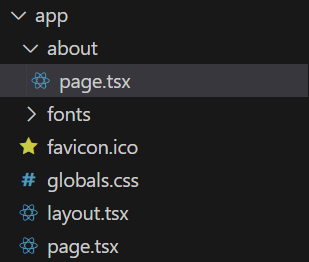 app
about
page.tsx
fonts
favicon.ico
# globals.css
layout.tsx
page.tsx